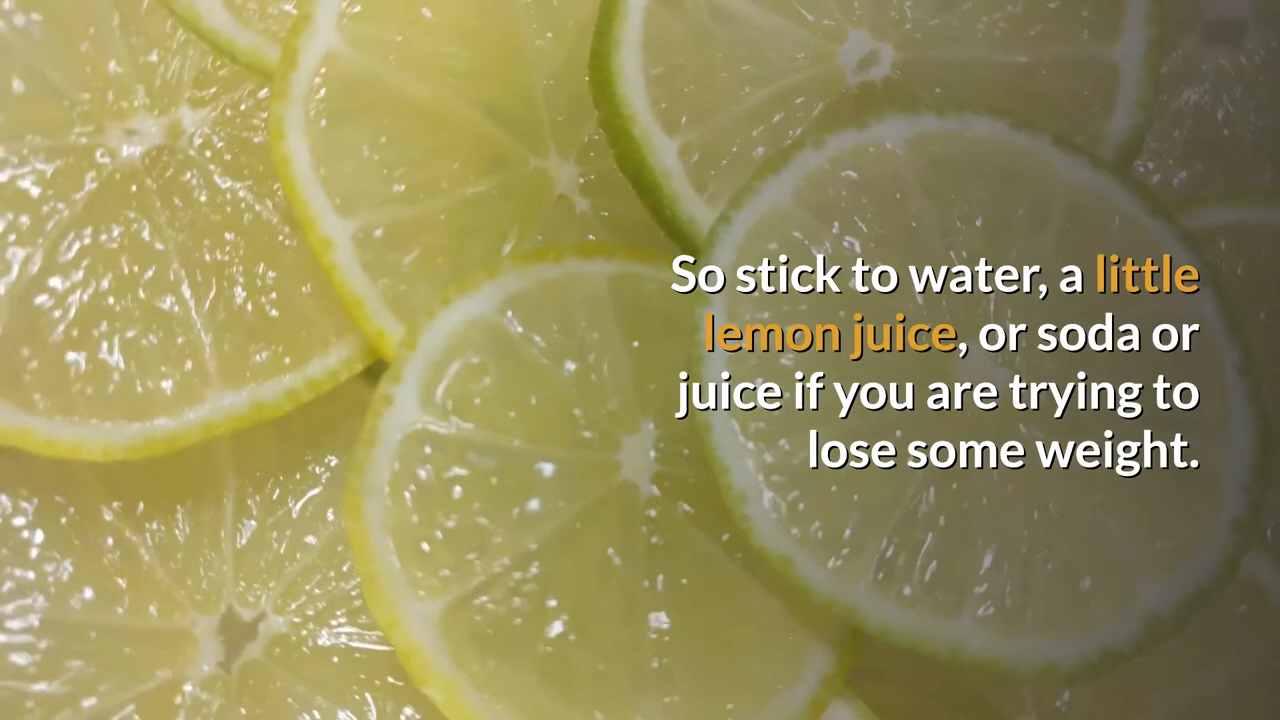 So stick to water, a little
lemon juice, or soda or
juice if you are trying to
lose some weight.